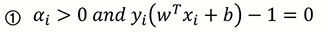 ① αᵢ > 0 and yᵢ(wᵀxᵢ + b) − 1 = 0